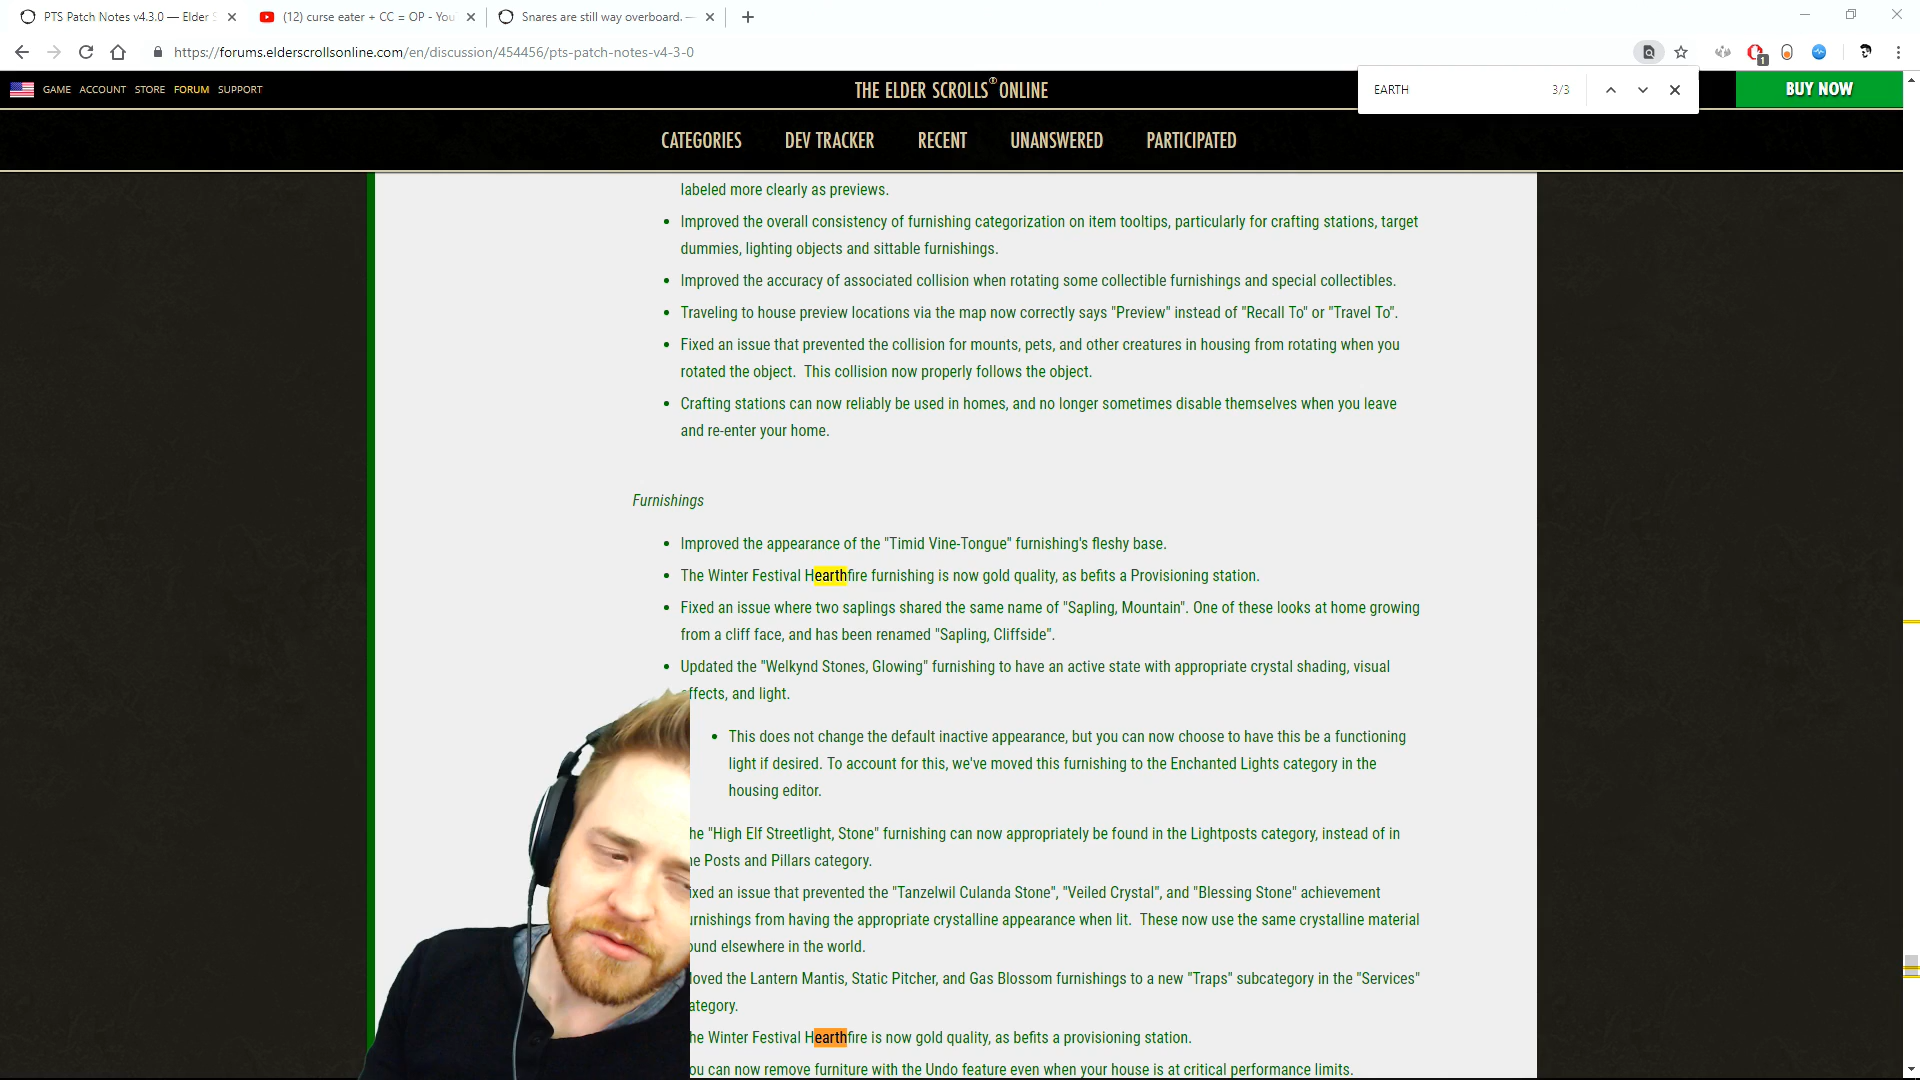 PTS Patch Notes v4.3.0 — Elder S
(12) curse eater + CC = OP - You
Snares are still way overboard. —
https://forums.elderscrollsonline.com/en/discussion/454456/pts-patch-notes-v4-3-0
1
GAME ACCOUNT STORE FORUM SUPPORT
THE ELDER SCROLLS ONLINE
EARTH 3/3
BUY NOW
CATEGORIES DEV TRACKER RECENT UNANSWERED PARTICIPATED
labeled more clearly as previews.
Improved the overall consistency of furnishing categorization on item tooltips, particularly for crafting stations, target
dummies, lighting objects and sittable furnishings.
Improved the accuracy of associated collision when rotating some collectible furnishings and special collectibles.
Traveling to house preview locations via the map now correctly says "Preview" instead of "Recall To" or "Travel To".
Fixed an issue that prevented the collision for mounts, pets, and other creatures in housing from rotating when you
rotated the object.  This collision now properly follows the object.
Crafting stations can now reliably be used in homes, and no longer sometimes disable themselves when you leave
and re-enter your home.
Furnishings
Improved the appearance of the "Timid Vine-Tongue" furnishing's fleshy base.
The Winter Festival Hearthfire furnishing is now gold quality, as befits a Provisioning station.
Fixed an issue where two saplings shared the same name of "Sapling, Mountain". One of these looks at home growing
from a cliff face, and has been renamed "Sapling, Cliffside".
Updated the "Welkynd Stones, Glowing" furnishing to have an active state with appropriate crystal shading, visual
effects, and light.
This does not change the default inactive appearance, but you can now choose to have this be a functioning
light if desired. To account for this, we've moved this furnishing to the Enchanted Lights category in the
housing editor.
he "High Elf Streetlight, Stone" furnishing can now appropriately be found in the Lightposts category, instead of in
he Posts and Pillars category.
ixed an issue that prevented the "Tanzelwil Culanda Stone", "Veiled Crystal", and "Blessing Stone" achievement
urnishings from having the appropriate crystalline appearance when lit.  These now use the same crystalline material
ound elsewhere in the world.
oved the Lantern Mantis, Static Pitcher, and Gas Blossom furnishings to a new "Traps" subcategory in the "Services"
ategory.
he Winter Festival Hearthfire is now gold quality, as befits a provisioning station.
ou can now remove furniture with the Undo feature even when your house is at critical performance limits.